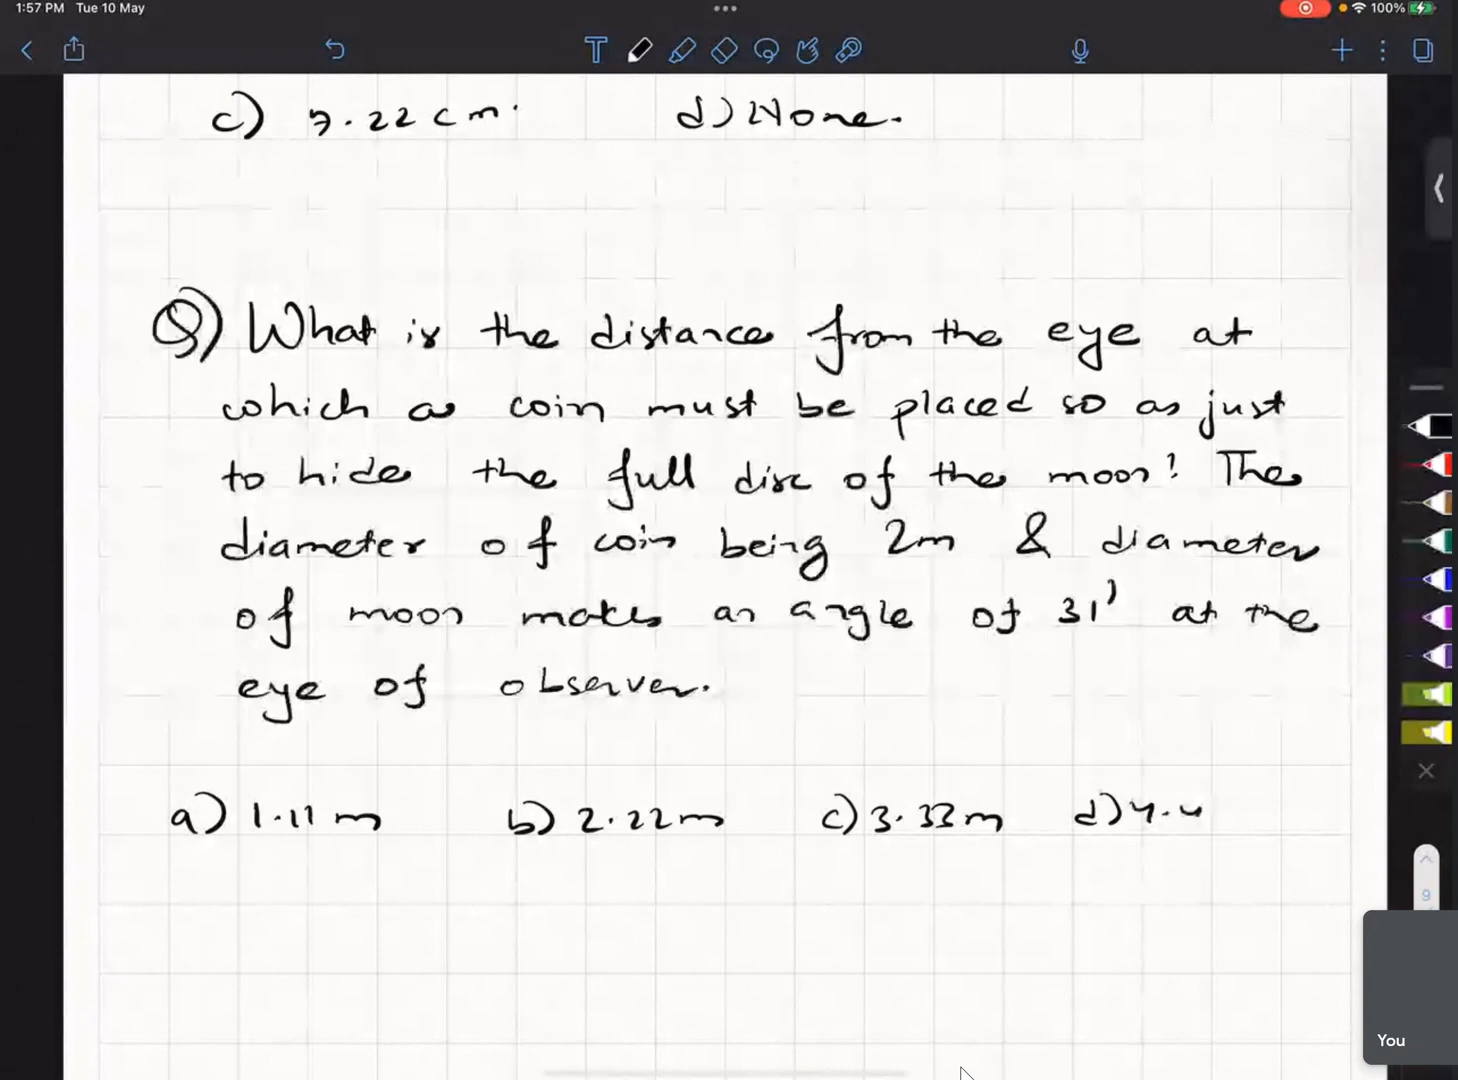 1:57 PM Tue 10 May
100%
c) 7.22 cm. d) None.
Q) What is the distance from the eye at
which a coin must be placed so as just
to hide the full disc of the moon? The
diameter of coin being 2m & diameter
of moon makes an angle of 31' at the
eye of observer.
a) 1.11 m b) 2.22 m c) 3.33 m d) 4.4
9
You